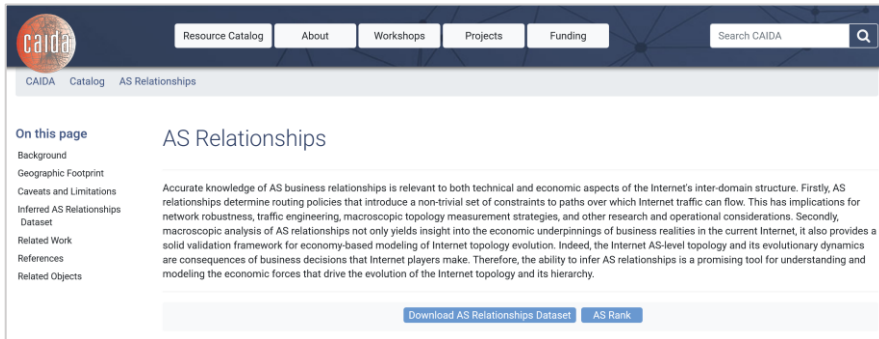 caida
Resource Catalog
About
Workshops
Projects
Funding
Search CAIDA
CAIDA Catalog AS Relationships
On this page
Background
Geographic Footprint
Caveats and Limitations
Inferred AS Relationships
Dataset
Related Work
References
Related Objects
AS Relationships
Accurate knowledge of AS business relationships is relevant to both technical and economic aspects of the Internet's inter-domain structure. Firstly, AS
relationships determine routing policies that introduce a non-trivial set of constraints to paths over which Internet traffic can flow. This has implications for
network robustness, traffic engineering, macroscopic topology measurement strategies, and other research and operational considerations. Secondly,
macroscopic analysis of AS relationships not only yields insight into the economic underpinnings of business realities in the current Internet, it also provides a
solid validation framework for economy-based modeling of Internet topology evolution. Indeed, the Internet AS-level topology and its evolutionary dynamics
are consequences of business decisions that Internet players make. Therefore, the ability to infer AS relationships is a promising tool for understanding and
modeling the economic forces that drive the evolution of the Internet topology and its hierarchy.
Download AS Relationships Dataset
AS Rank